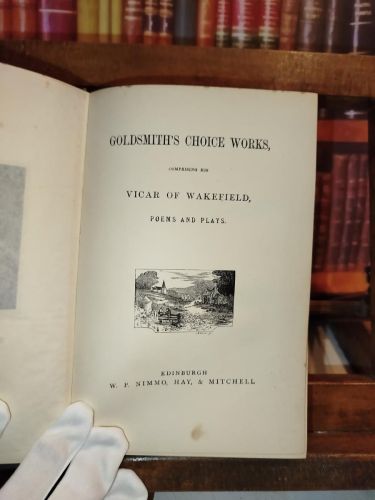 GOLDSMITH'S CHOICE WORKS,
COMPRISING HIS
VICAR OF WAKEFIELD,
POEMS AND PLAYS.
EDINBURGH
W. P. NIMMO, HAY, & MITCHELL